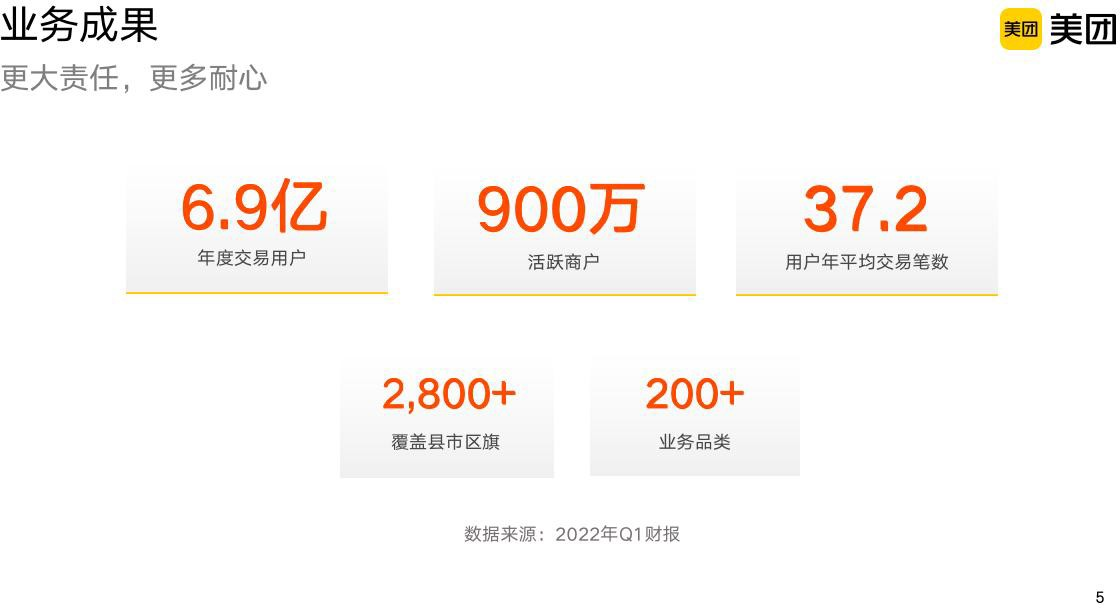 业务成果
美团 美团
更大责任，更多耐心
6.9亿
年度交易用户
900万
活跃商户
37.2
用户年平均交易笔数
2,800+
覆盖县市区旗
200+
业务品类
数据来源：2022年Q1财报
5